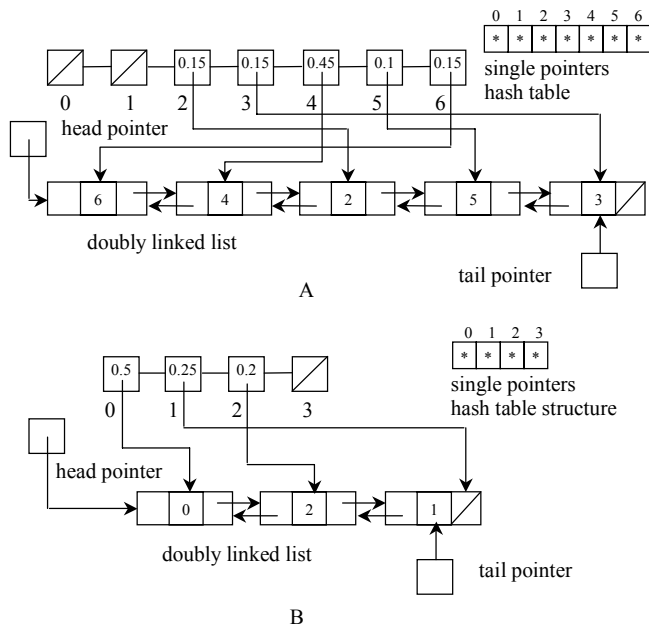 0 1 2 3 4 5 6
* * * * * * *
single pointers
hash table
0.15 0.15 0.45 0.1 0.15
0 1 2 3 4 5 6
head pointer
6 4 2 5 3
doubly linked list
tail pointer
A
0 1 2 3
* * * *
single pointers
hash table structure
0.5 0.25 0.2
0 1 2 3
head pointer
0 2 1
doubly linked list
tail pointer
B